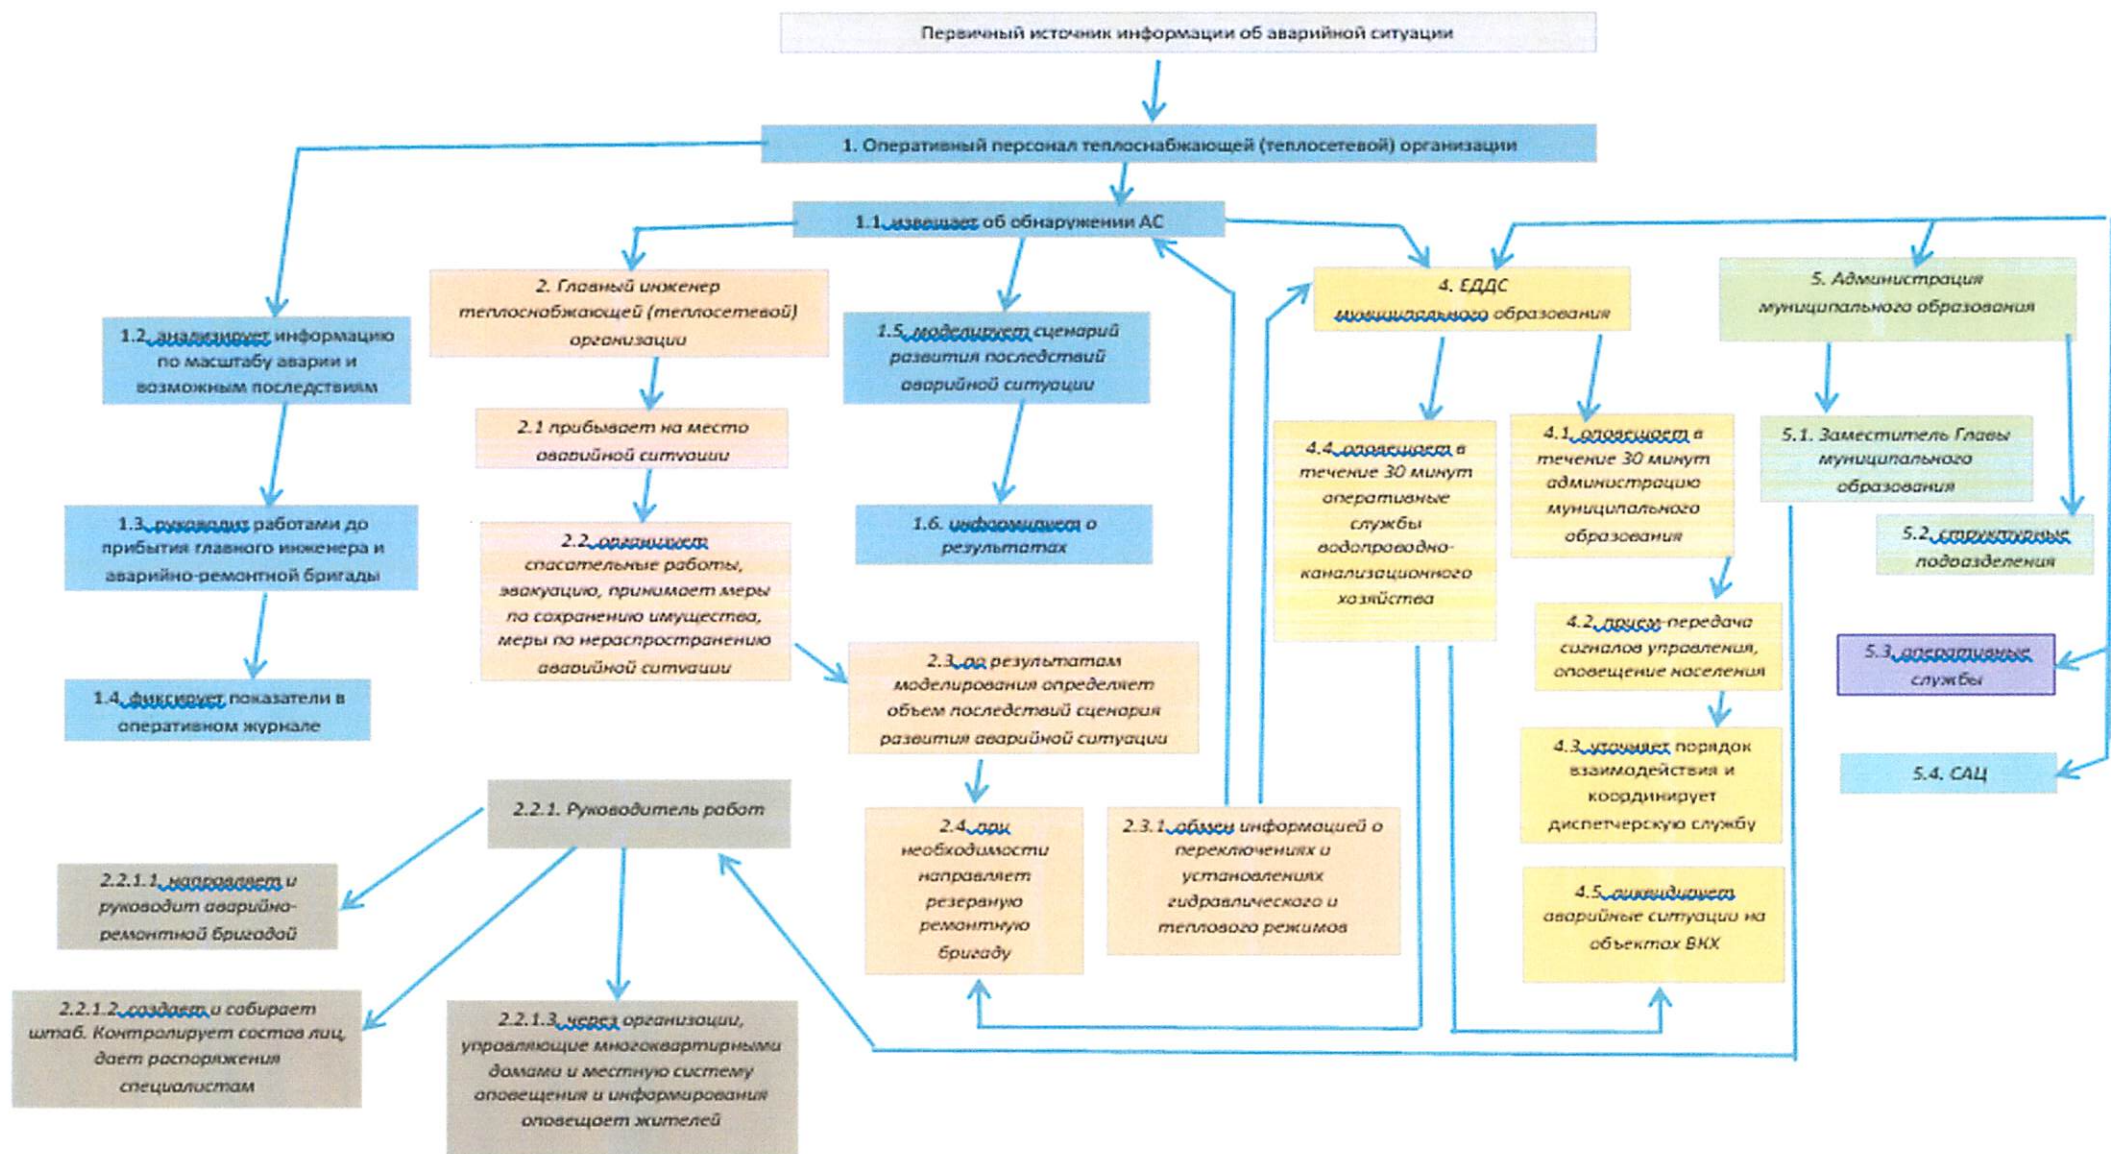 Первичный источник информации об аварийной ситуации
1. Оперативный персонал теплоснабжающей (теплосетевой) организации
1.1. извещает об обнаружении АС
2. Главный инженер
теплоснабжающей (теплосетевой)
организации
4. ЕДДС
муниципального образования
5. Администрация
муниципального образования
1.2. анализирует информацию
по масштабу аварии и
возможным последствиям
1.5. моделирует сценарий
развития последствий
аварийной ситуации
2.1 прибывает на место
аварийной ситуации
4.4. оповещает в
течение 30 минут
оперативные
службы
водопроводно-
канализационного
хозяйства
4.1. оповещает в
течение 30 минут
администрацию
муниципального
образования
5.1. Заместитель Главы
муниципального
образования
1.3. руководит работами до
прибытия главного инженера и
аварийно-ремонтной бригады
2.2. организует
спасательные работы,
эвакуацию, принимает меры
по сохранению имущества,
меры по нераспространению
аварийной ситуации
1.6. информирует о
результатах
5.2. структурные
подразделения
4.2. прием-передача
сигналов управления,
оповещение населения
5.3. оперативные
службы
1.4. фиксирует показатели в
оперативном журнале
2.3. по результатам
моделирования определяет
объем последствий сценария
развития аварийной ситуации
4.3. уточняет порядок
взаимодействия и
координирует
диспетчерскую службу
5.4. САЦ
2.2.1. Руководитель работ
2.4. при
необходимости
направляет
резервную
ремонтную
бригаду
2.3.1. обмен информацией о
переключениях и
установлениях
гидравлического и
теплового режимов
4.5. ликвидирует
аварийные ситуации на
объектах ВКХ
2.2.1.1. направляет и
руководит аварийно-
ремонтной бригадой
2.2.1.2. создает и собирает
штаб. Контролирует состав лиц,
дает распоряжения
специалистам
2.2.1.3. через организации,
управляющие многоквартирными
домами и местную систему
оповещения и информирования
оповещает жителей